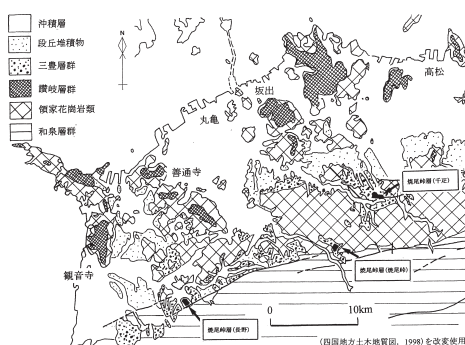 沖積層
段丘堆積物
三豊層群
讃岐層群
領家花崗岩類
和泉層群
N
高松
坂出
丸亀
善通寺
観音寺
焼尾峠層(千疋)
焼尾峠層(焼尾峠)
焼尾峠層(長野)
0 10km
(四国地方土木地質図, 1998)を改変使用